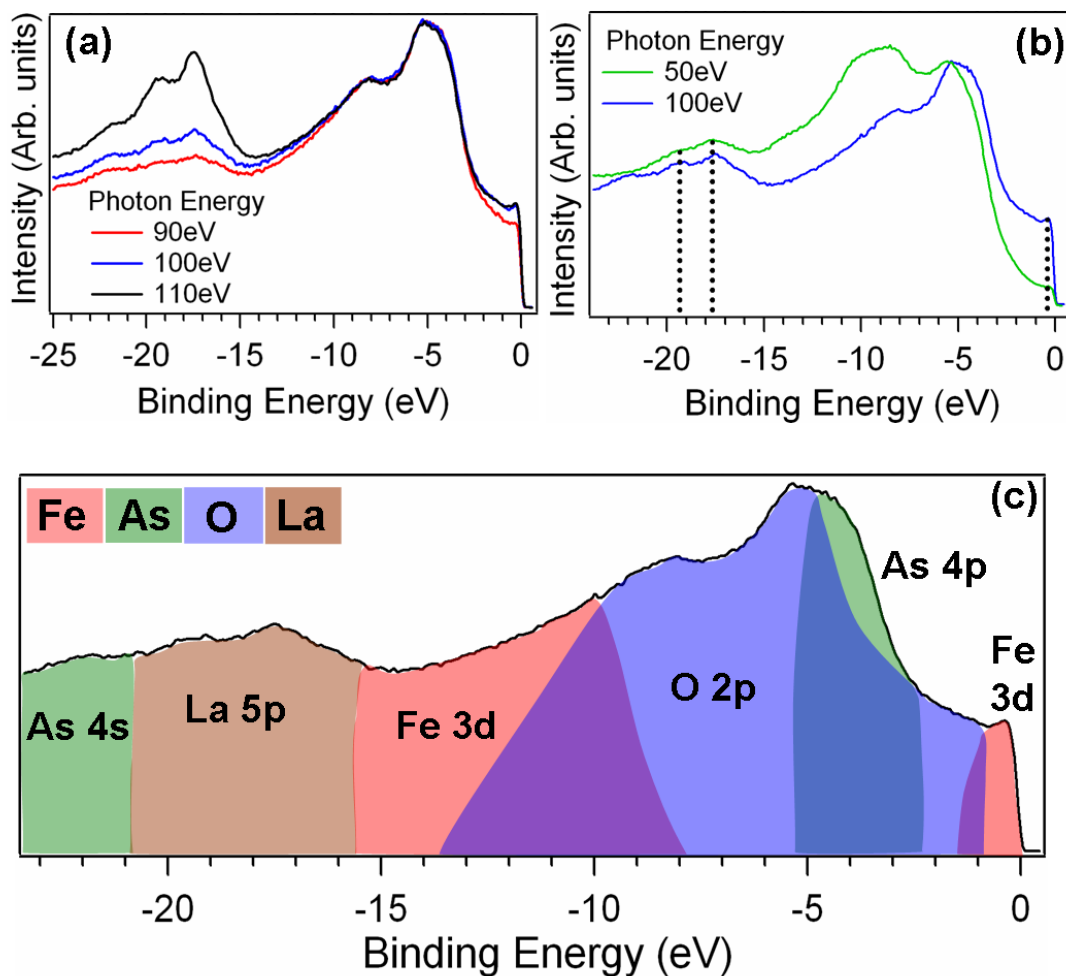 (a)
Intensity (Arb. units)
Photon Energy
90eV
100eV
110eV
-25 -20 -15 -10 -5 0
Binding Energy (eV)
(b)
Intensity (Arb. units)
Photon Energy
50eV
100eV
-20 -15 -10 -5 0
Binding Energy (eV)
(c)
Fe As O La
As 4p
Fe
3d
As 4s
La 5p
Fe 3d
O 2p
-20 -15 -10 -5 0
Binding Energy (eV)